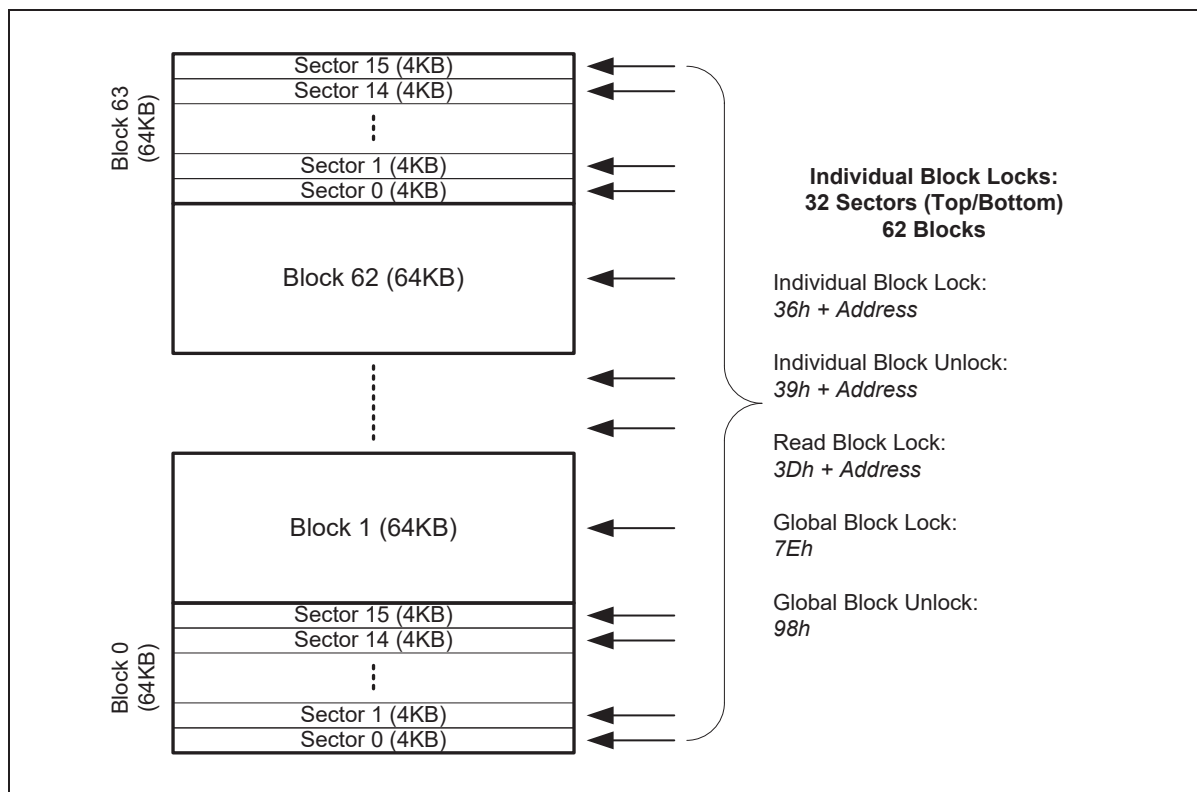 Block 63
(64KB)
Sector 15 (4KB)
Sector 14 (4KB)
Sector 1 (4KB)
Sector 0 (4KB)
Block 62 (64KB)
Block 1 (64KB)
Block 0
(64KB)
Sector 15 (4KB)
Sector 14 (4KB)
Sector 1 (4KB)
Sector 0 (4KB)
Individual Block Locks:
32 Sectors (Top/Bottom)
62 Blocks
Individual Block Lock:
36h + Address
Individual Block Unlock:
39h + Address
Read Block Lock:
3Dh + Address
Global Block Lock:
7Eh
Global Block Unlock:
98h